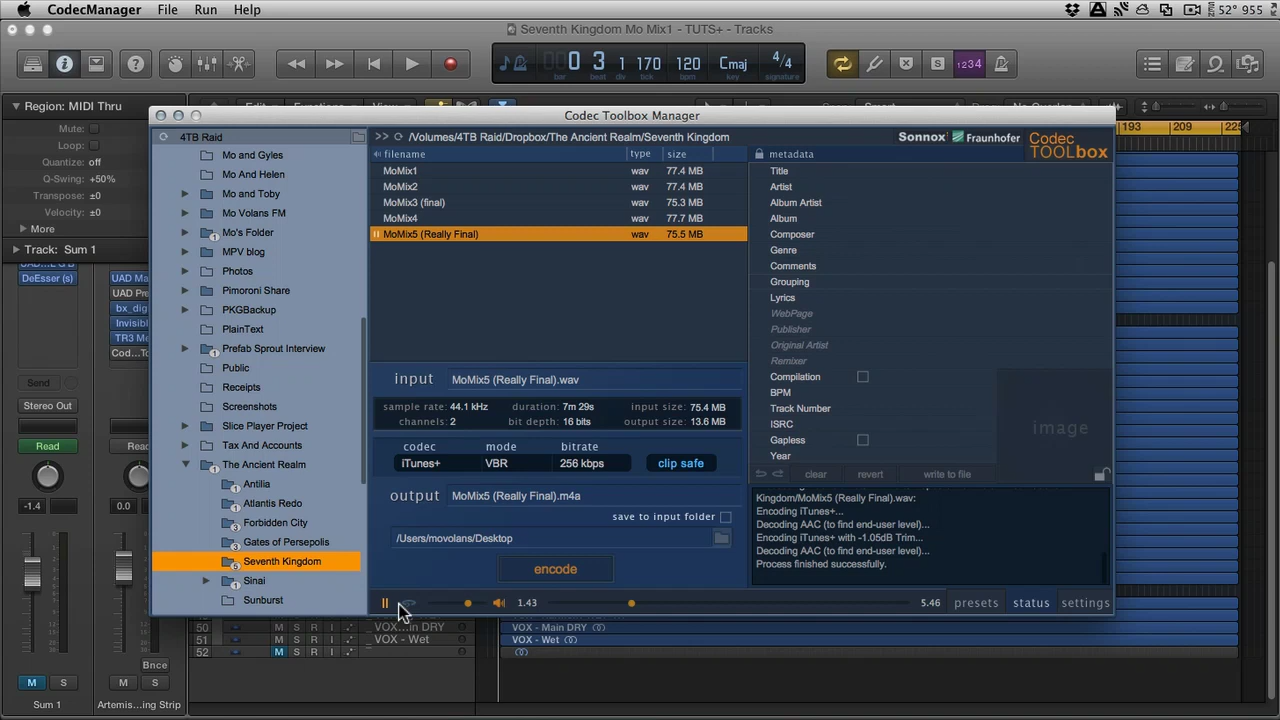 CodecManager File Run Help
52° 955
Seventh Kingdom Mo Mix1 - TUTS+ - Tracks
0 3 1 170 120 Cmaj 4/4
bar beat div tick bpm key signature
1234
Region: MIDI Thru
Mute:
Loop:
Quantize: off
Q-Swing: +50%
Transpose: ±0
Velocity: ±0
More
Track: Sum 1
DeEsser (s)
Send
Stereo Out
Read
-1.4
0.0
Bnce
M
M S
Sum 1
Artemis...ing Strip
193 209
Codec Toolbox Manager
4TB Raid
Mo and Gyles
Mo And Helen
Mo and Toby
Mo Volans FM
Mo's Folder
MPV blog
Photos
Pimoroni Share
PKGBackup
PlainText
Prefab Sprout Interview
Public
Receipts
Screenshots
Slice Player Project
Tax And Accounts
The Ancient Realm
Antilia
Atlantis Redo
Forbidden City
Gates of Persepolis
Seventh Kingdom
Sinai
Sunburst
>> /Volumes/4TB Raid/Dropbox/The Ancient Realm/Seventh Kingdom
Sonnox Fraunhofer
Codec
TOOLbox
filename type size
MoMix1 wav 77.4 MB
MoMix2 wav 77.4 MB
MoMix3 (final) wav 75.3 MB
MoMix4 wav 77.7 MB
MoMix5 (Really Final) wav 75.5 MB
input MoMix5 (Really Final).wav
sample rate: 44.1 kHz duration: 7m 29s input size: 75.4 MB
channels: 2 bit depth: 16 bits output size: 13.6 MB
codec mode bitrate
iTunes+ VBR 256 kbps clip safe
output MoMix5 (Really Final).m4a
save to input folder
/Users/movolans/Desktop
encode
1.43 5.46
metadata
Title
Artist
Album Artist
Album
Composer
Genre
Comments
Grouping
Lyrics
WebPage
Publisher
Original Artist
Remixer
Compilation
BPM
Track Number
ISRC
Gapless
Year
image
clear revert write to file
Kingdom/MoMix5 (Really Final).wav:
Encoding iTunes+...
Decoding AAC (to find end-user level)...
Encoding iTunes+ with -1.05dB Trim...
Decoding AAC (to find end-user level)...
Process finished successfully.
presets status settings
50 M S R I
51 M S R I VOX - Wet
52 M S R I
VOX - Main DRY
VOX - Wet